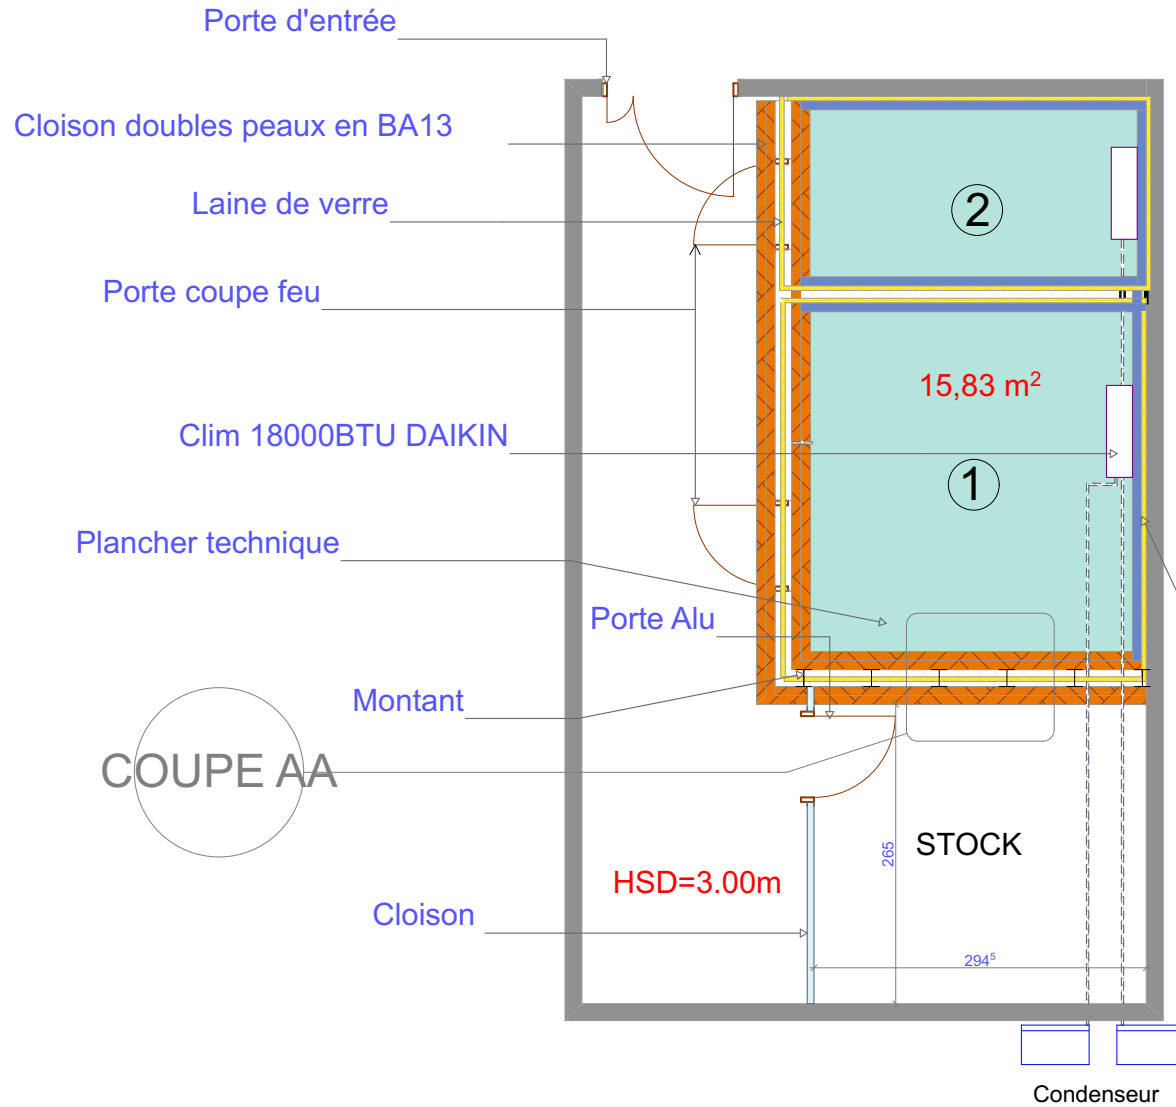 Porte d'entrée
Cloison doubles peaux en BA13
Laine de verre
2
Porte coupe feu
15,83 m²
Clim 18000BTU DAIKIN
1
Plancher technique
Porte Alu
Montant
COUPE AA
STOCK
265
HSD=3.00m
Cloison
294⁵
Condenseur